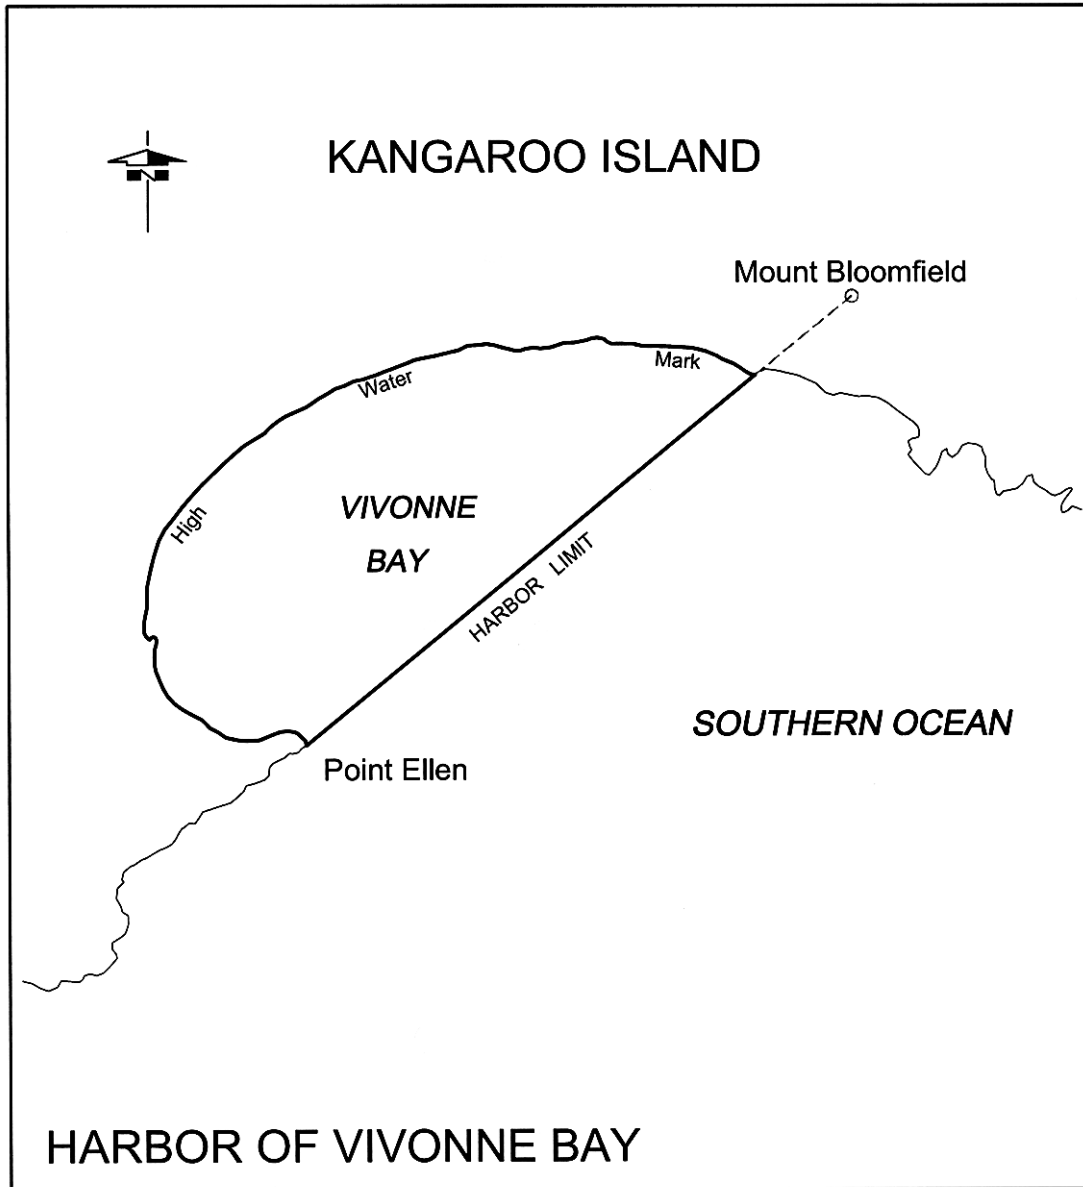 KANGAROO ISLAND
N
Mount Bloomfield
High Water Mark
VIVONNE
BAY
HARBOR LIMIT
SOUTHERN OCEAN
Point Ellen
HARBOR OF VIVONNE BAY